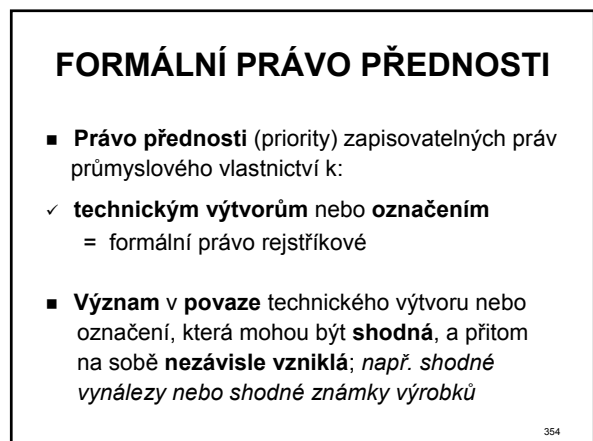 FORMÁLNÍ PRÁVO PŘEDNOSTI
▪ Právo přednosti (priority) zapisovatelných práv
průmyslového vlastnictví k:
✓ technickým výtvorům nebo označením
= formální právo rejstříkové
▪ Význam v povaze technického výtvoru nebo
označení, která mohou být shodná, a přitom
na sobě nezávisle vzniklá; např. shodné
vynálezy nebo shodné známky výrobků
354